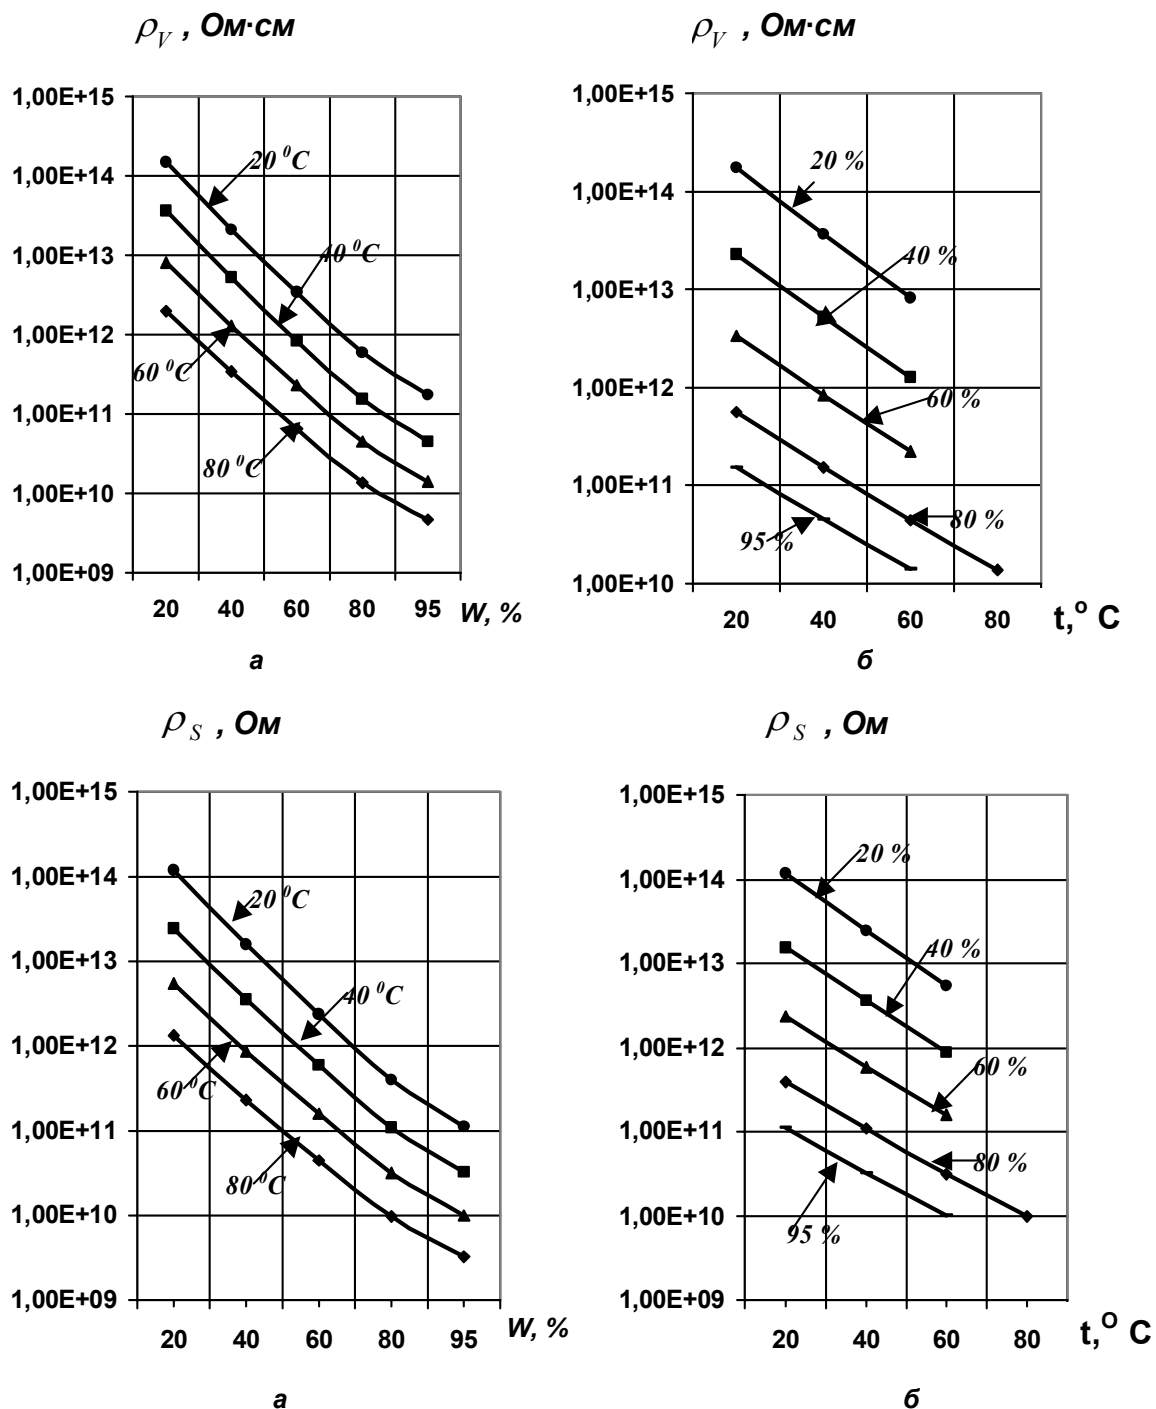 ρV , Ом·см
1,00E+15
1,00E+14
1,00E+13
1,00E+12
1,00E+11
1,00E+10
1,00E+09
20 ⁰C
40 ⁰C
60 ⁰C
80 ⁰C
20 40 60 80 95 W, %
а
ρV , Ом·см
1,00E+15
1,00E+14
1,00E+13
1,00E+12
1,00E+11
1,00E+10
20 %
40 %
60 %
80 %
95 %
20 40 60 80 t,° C
б
ρS , Ом
1,00E+15
1,00E+14
1,00E+13
1,00E+12
1,00E+11
1,00E+10
1,00E+09
20 ⁰C
40 ⁰C
60 ⁰C
80 ⁰C
20 40 60 80 95 W, %
а
ρS , Ом
1,00E+15
1,00E+14
1,00E+13
1,00E+12
1,00E+11
1,00E+10
1,00E+09
20 %
40 %
60 %
80 %
95 %
20 40 60 80 t,° C
б